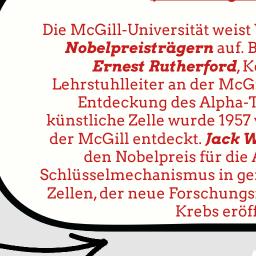 Die McGill-Universität weist
Nobelpreisträgern auf. B
Ernest Rutherford, K
Lehrstuhlleiter an der McG
Entdeckung des Alpha-T
künstliche Zelle wurde 1957
der McGill entdeckt. Jack W
den Nobelpreis für die A
Schlüsselmechanismus in ge
Zellen, der neue Forschungs
Krebs eröff